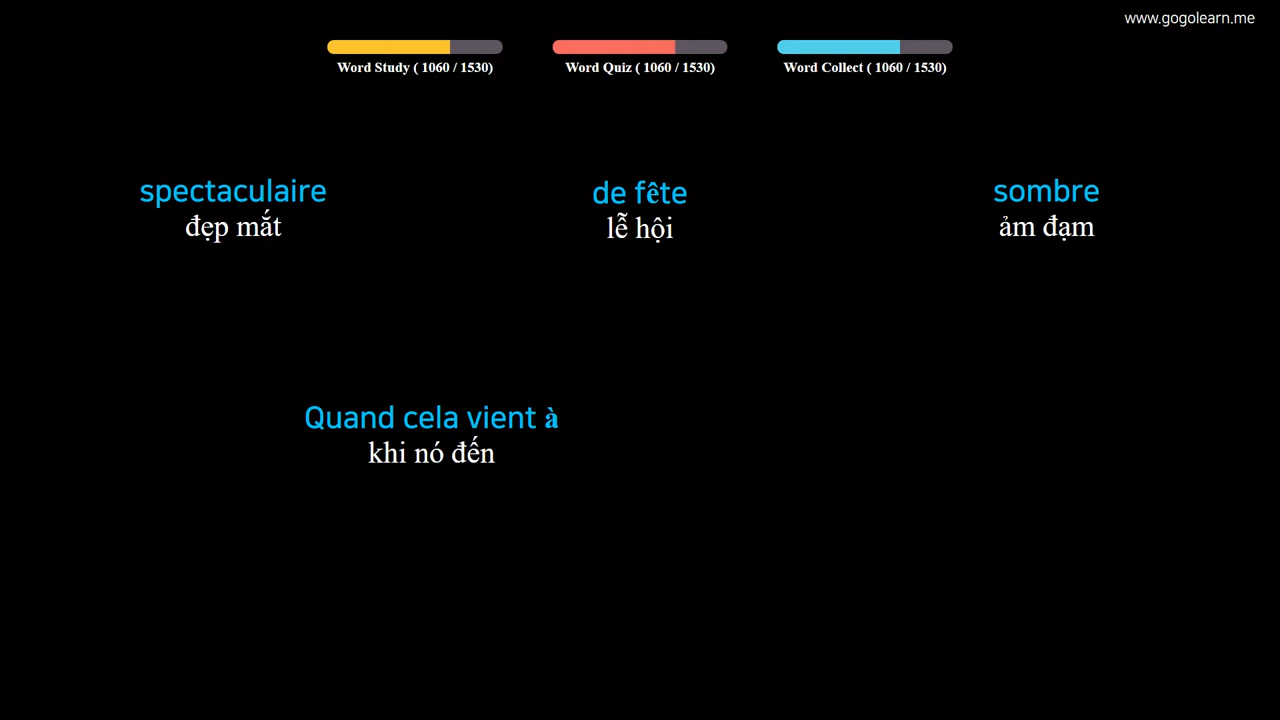 www.gogolearn.me
Word Study ( 1060 / 1530)
Word Quiz ( 1060 / 1530)
Word Collect ( 1060 / 1530)
spectaculaire
đẹp mắt
de fête
lễ hội
sombre
ảm đạm
Quand cela vient à
khi nó đến